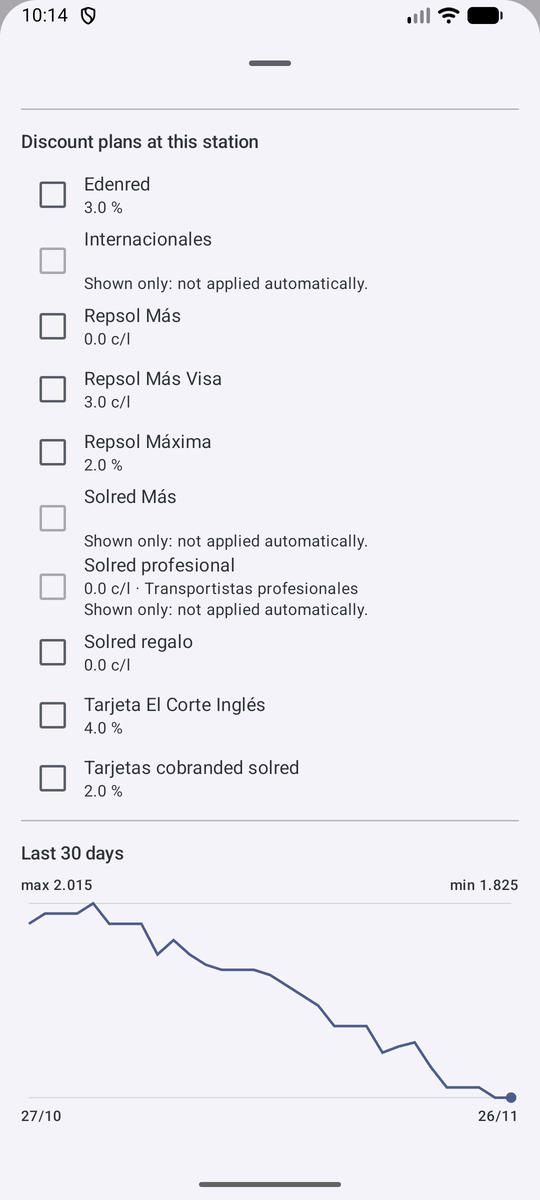 10:14
Discount plans at this station
Edenred
3.0 %
Internacionales
Shown only: not applied automatically.
Repsol Más
0.0 c/l
Repsol Más Visa
3.0 c/l
Repsol Máxima
2.0 %
Solred Más
Shown only: not applied automatically.
Solred profesional
0.0 c/l · Transportistas profesionales
Shown only: not applied automatically.
Solred regalo
0.0 c/l
Tarjeta El Corte Inglés
4.0 %
Tarjetas cobranded solred
2.0 %
Last 30 days
max 2.015 min 1.825
27/10 26/11